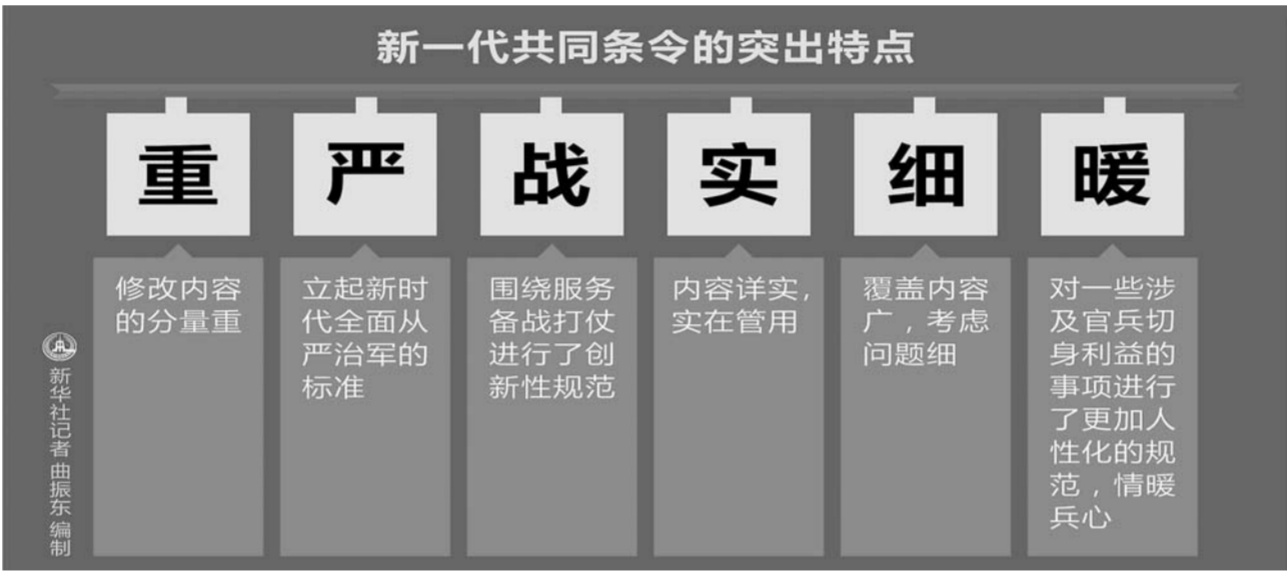 新一代共同条令的突出特点
重
修改内容
的分量重
严
立起新时
代全面从
严治军的
标准
战
围绕服务
备战打仗
进行了创
新性规范
实
内容详实，
实在管用
细
覆盖内容
广，考虑
问题细
暖
对一些涉
及官兵切
身利益的
事项进行
了更加人
性化的规
范，情暖
兵心
新华社记者 曲振东 编制